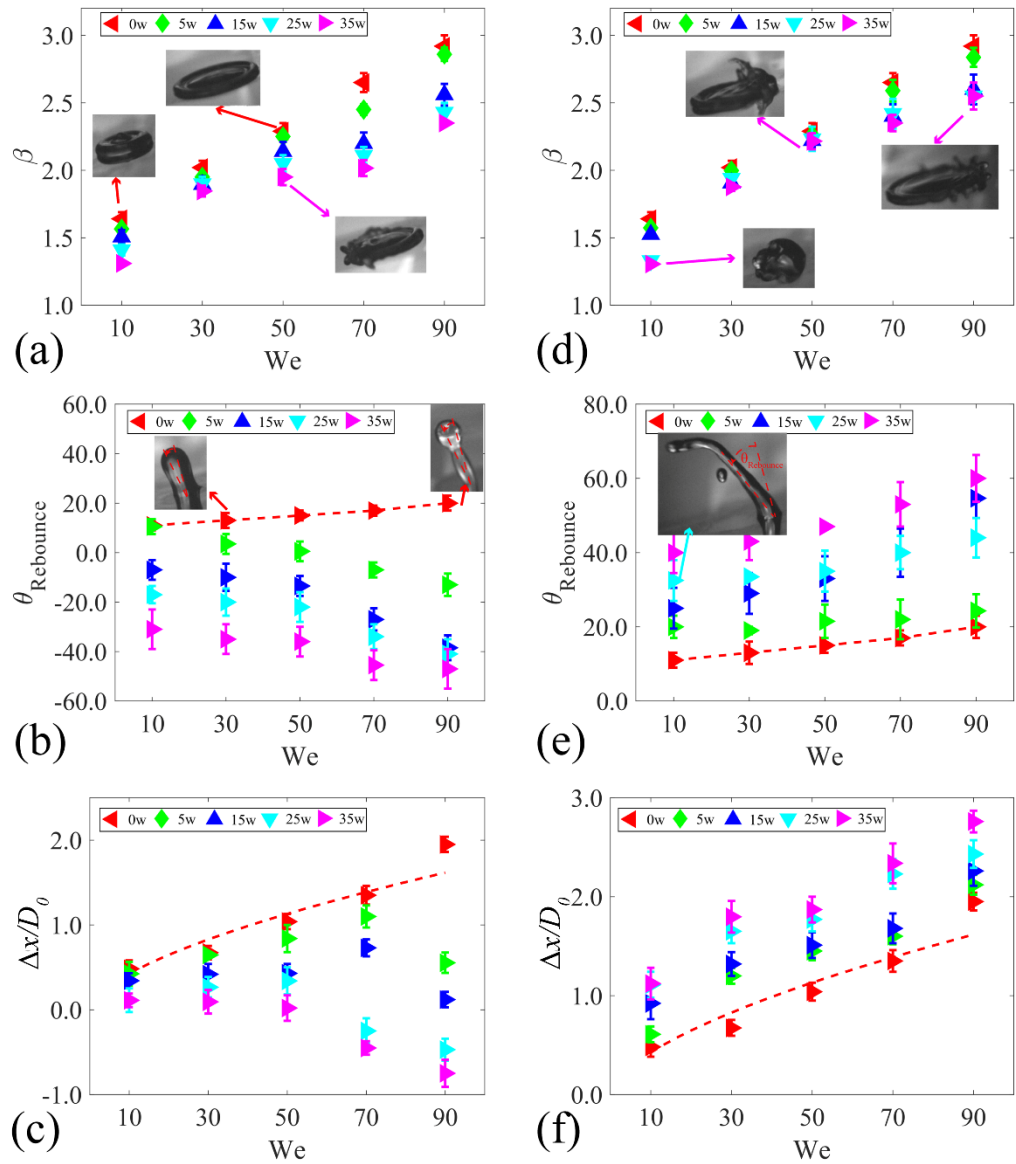 0w 5w 15w 25w 35w
3.0
2.5
2.0
1.5
1.0
β
10 30 50 70 90
We
(a)
0w 5w 15w 25w 35w
3.0
2.5
2.0
1.5
1.0
β
10 30 50 70 90
We
(d)
0w 5w 15w 25w 35w
60.0
40.0
20.0
0.0
-20.0
-40.0
-60.0
θRebounce
10 30 50 70 90
We
(b)
0w 5w 15w 25w 35w
80.0
60.0
40.0
20.0
0.0
θRebounce
θRebounce
10 30 50 70 90
We
(e)
0w 5w 15w 25w 35w
2.0
1.0
0.0
-1.0
Δx/D0
10 30 50 70 90
We
(c)
0w 5w 15w 25w 35w
3.0
2.0
1.0
0.0
Δx/D0
10 30 50 70 90
We
(f)